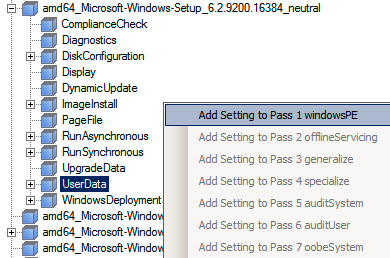 amd64_Microsoft-Windows-Setup_6.2.9200.16384_neutral
ComplianceCheck
Diagnostics
DiskConfiguration
Display
DynamicUpdate
ImageInstall
PageFile
RunAsynchronous
RunSynchronous
UpgradeData
UserData
WindowsDeployment
amd64_Microsoft-Window
amd64_Microsoft-Window
amd64_Microsoft-Window
Add Setting to Pass 1 windowsPE
Add Setting to Pass 2 offlineServicing
Add Setting to Pass 3 generalize
Add Setting to Pass 4 specialize
Add Setting to Pass 5 auditSystem
Add Setting to Pass 6 auditUser
Add Setting to Pass 7 oobeSystem